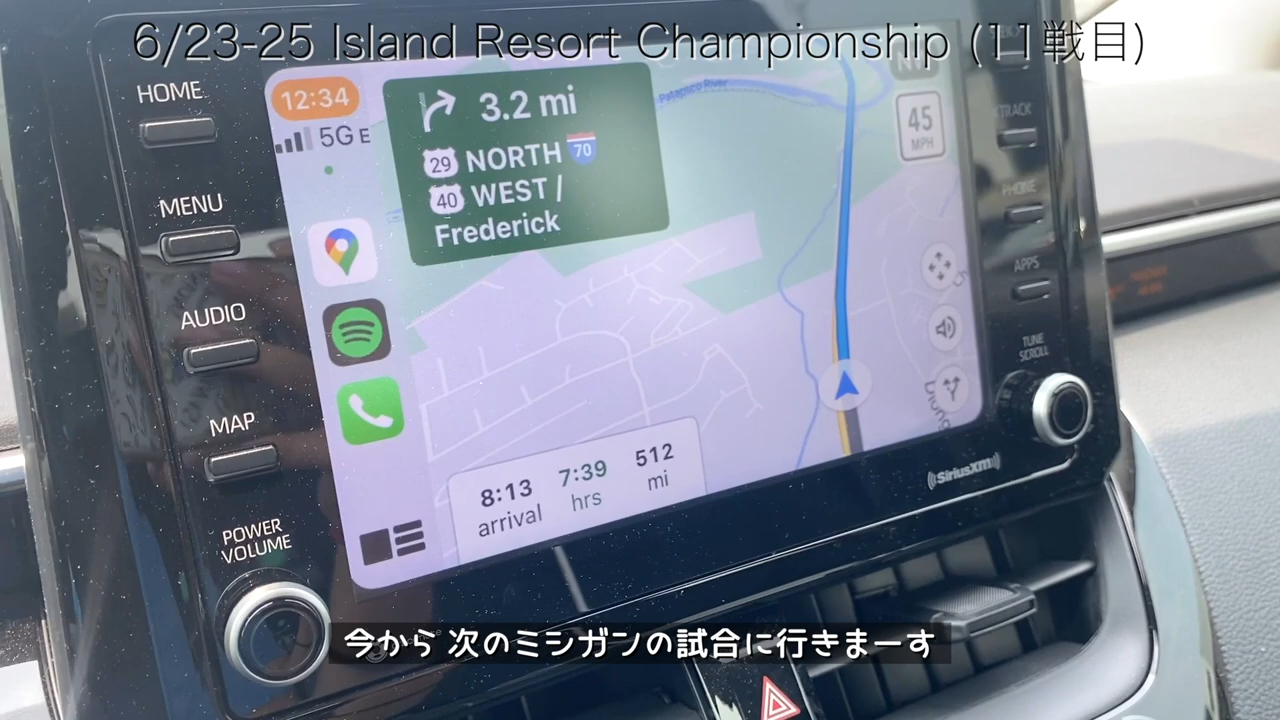 6/23-25 Island Resort Championship (11戦目)
HOME
MENU
AUDIO
MAP
POWER
VOLUME
12:34
5G E
3.2 mi
29 NORTH 70
40 WEST /
Frederick
Patapsco River
45
MPH
8:13
arrival
7:39
hrs
512
mi
TRACK
PHONE
APPS
TUNE
SCROLL
SiriusXM
今から 次のミシガンの試合に行きまーす